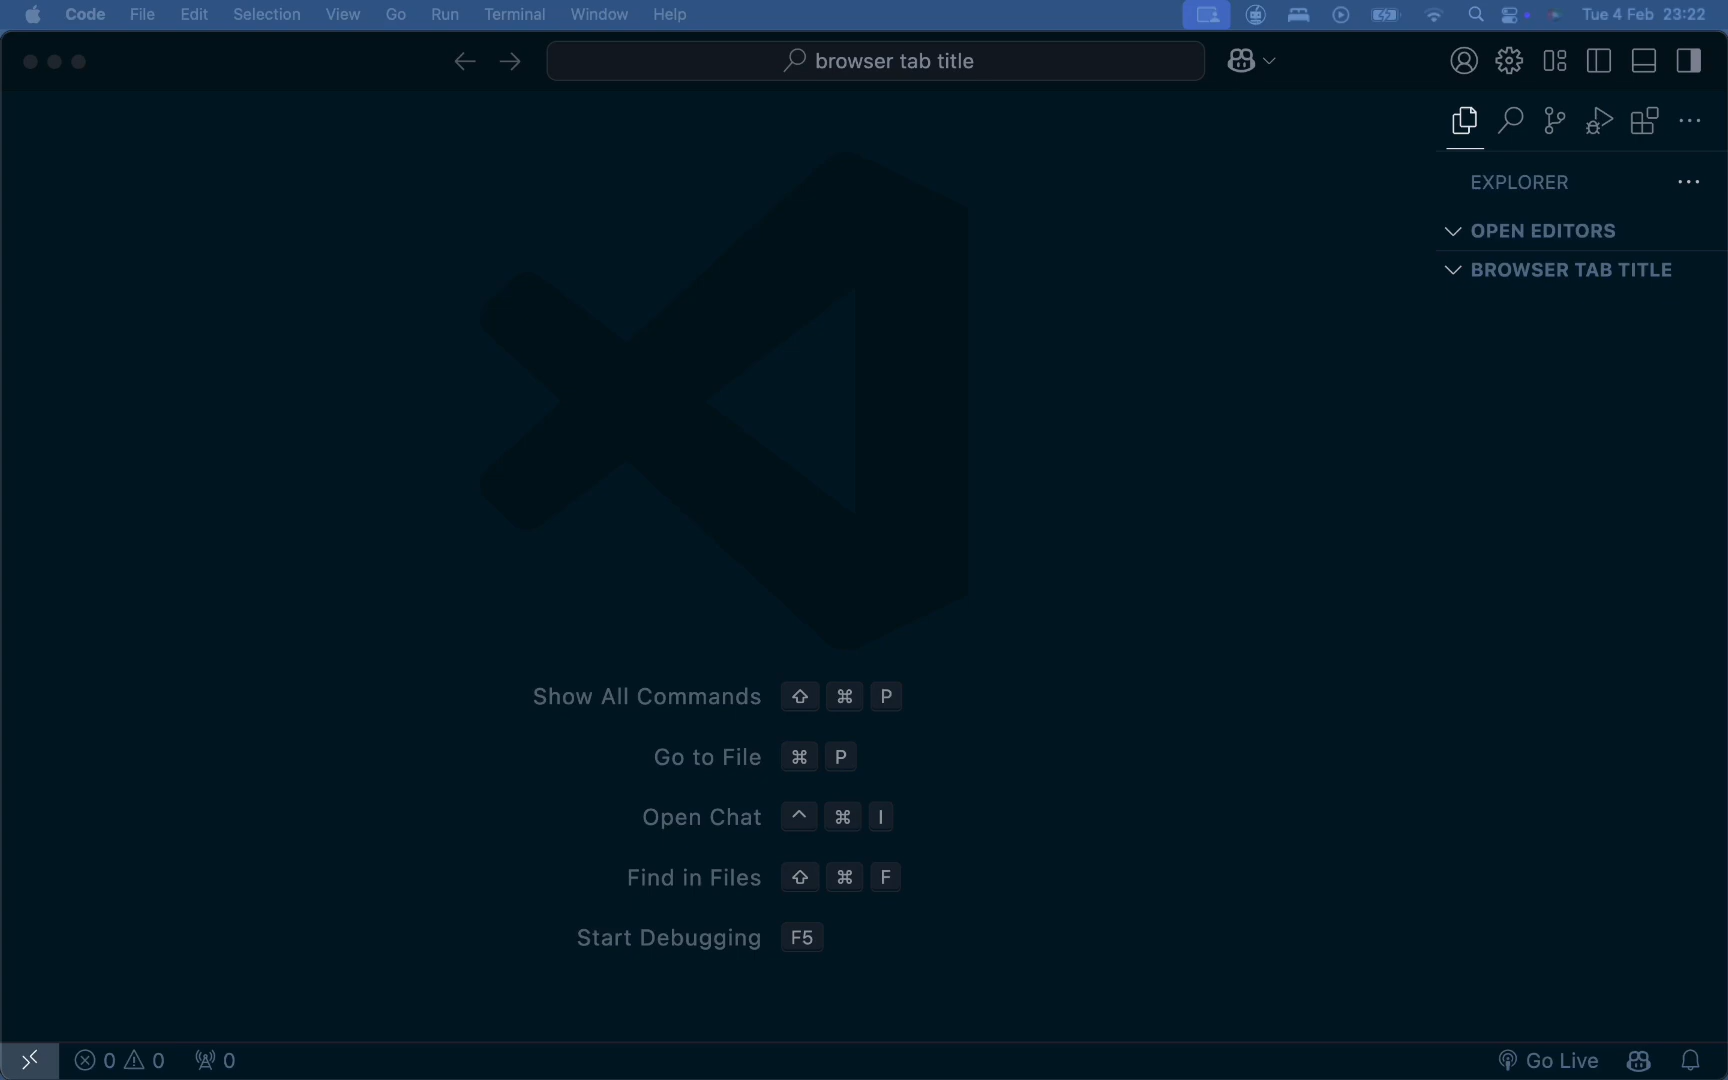 Code File Edit Selection View Go Run Terminal Window Help Tue 4 Feb 23:22
browser tab title
EXPLORER
OPEN EDITORS
BROWSER TAB TITLE
Show All Commands ⇧ ⌘ P
Go to File ⌘ P
Open Chat ^ ⌘ I
Find in Files ⇧ ⌘ F
Start Debugging F5
0 0 0 Go Live